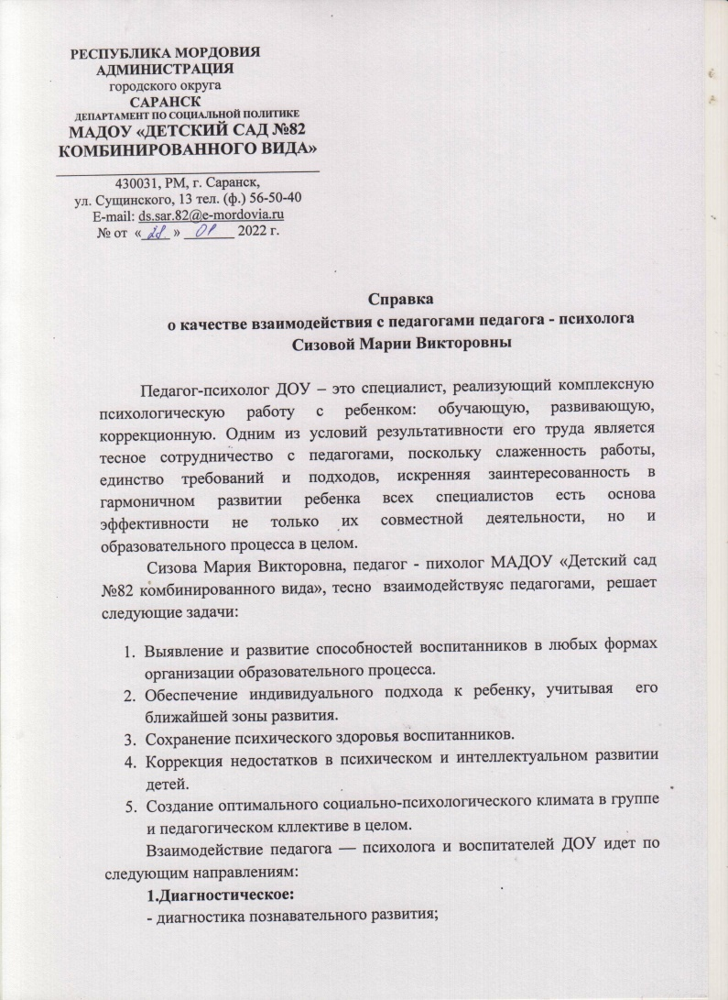 РЕСПУБЛИКА МОРДОВИЯ
АДМИНИСТРАЦИЯ
городского округа
САРАНСК
ДЕПАРТАМЕНТ ПО СОЦИАЛЬНОЙ ПОЛИТИКЕ
МАДОУ «ДЕТСКИЙ САД №82
КОМБИНИРОВАННОГО ВИДА»
430031, РМ, г. Саранск,
ул. Сущинского, 13 тел. (ф.) 56-50-40
E-mail: ds.sar.82@e-mordovia.ru
№ от «28» 01 2022 г.
Справка
о качестве взаимодействия с педагогами педагога - психолога
Сизовой Марии Викторовны
Педагог-психолог ДОУ – это специалист, реализующий комплексную
психологическую работу с ребенком: обучающую, развивающую,
коррекционную. Одним из условий результативности его труда является
тесное сотрудничество с педагогами, поскольку слаженность работы,
единство требований и подходов, искренняя заинтересованность в
гармоничном развитии ребенка всех специалистов есть основа
эффективности не только их совместной деятельности, но и
образовательного процесса в целом.
Сизова Мария Викторовна, педагог - пихолог МАДОУ «Детский сад
№82 комбинированного вида», тесно взаимодействуяс педагогами, решает
следующие задачи:
1. Выявление и развитие способностей воспитанников в любых формах
организации образовательного процесса.
2. Обеспечение индивидуального подхода к ребенку, учитывая его
ближайшей зоны развития.
3. Сохранение психического здоровья воспитанников.
4. Коррекция недостатков в психическом и интеллектуальном развитии
детей.
5. Создание оптимального социально-психологического климата в группе
и педагогическом кллективе в целом.
Взаимодействие педагога — психолога и воспитателей ДОУ идет по
следующим направлениям:
1.Диагностическое:
- диагностика познавательного развития;